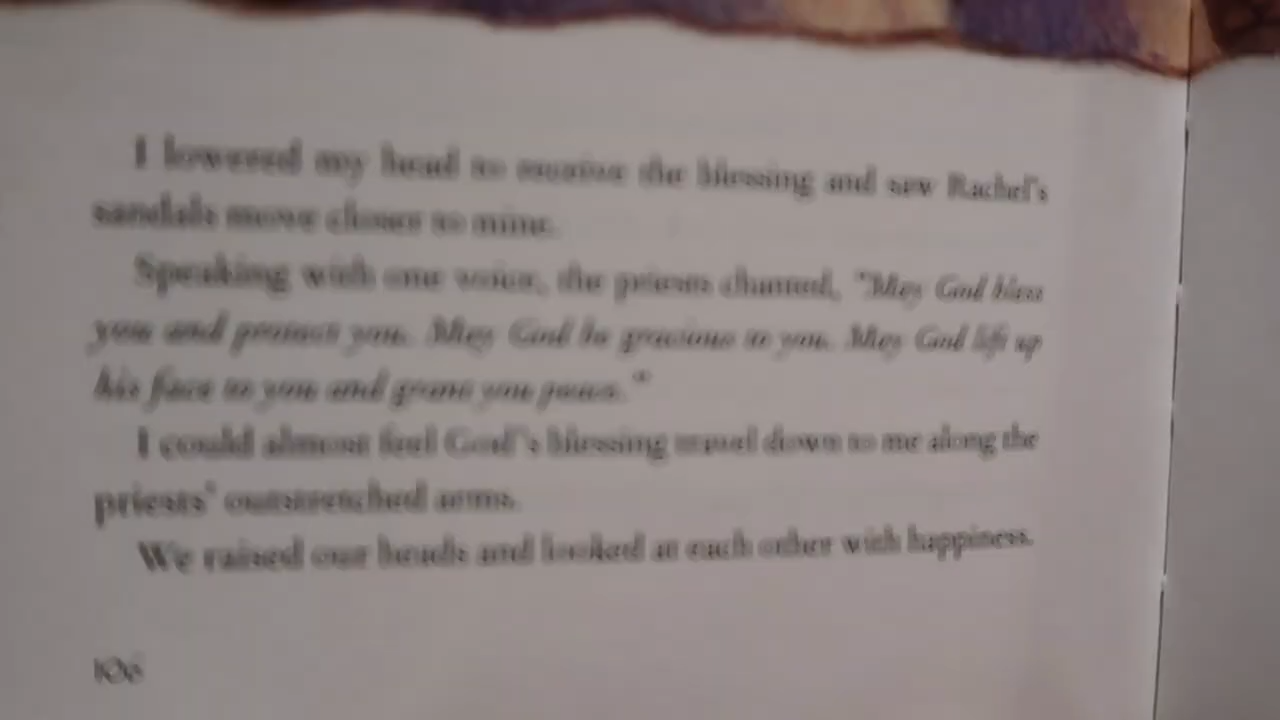 I lowered my head to receive the blessing and saw Rachel's
sandals move closer to mine.
Speaking with one voice, the priests chanted, "May God bless
you and protect you. May God be gracious to you. May God lift up
his face to you and grant you peace."
I could almost feel God's blessing travel down to me along the
priests' outstretched arms.
We raised our heads and looked at each other with happiness.
106